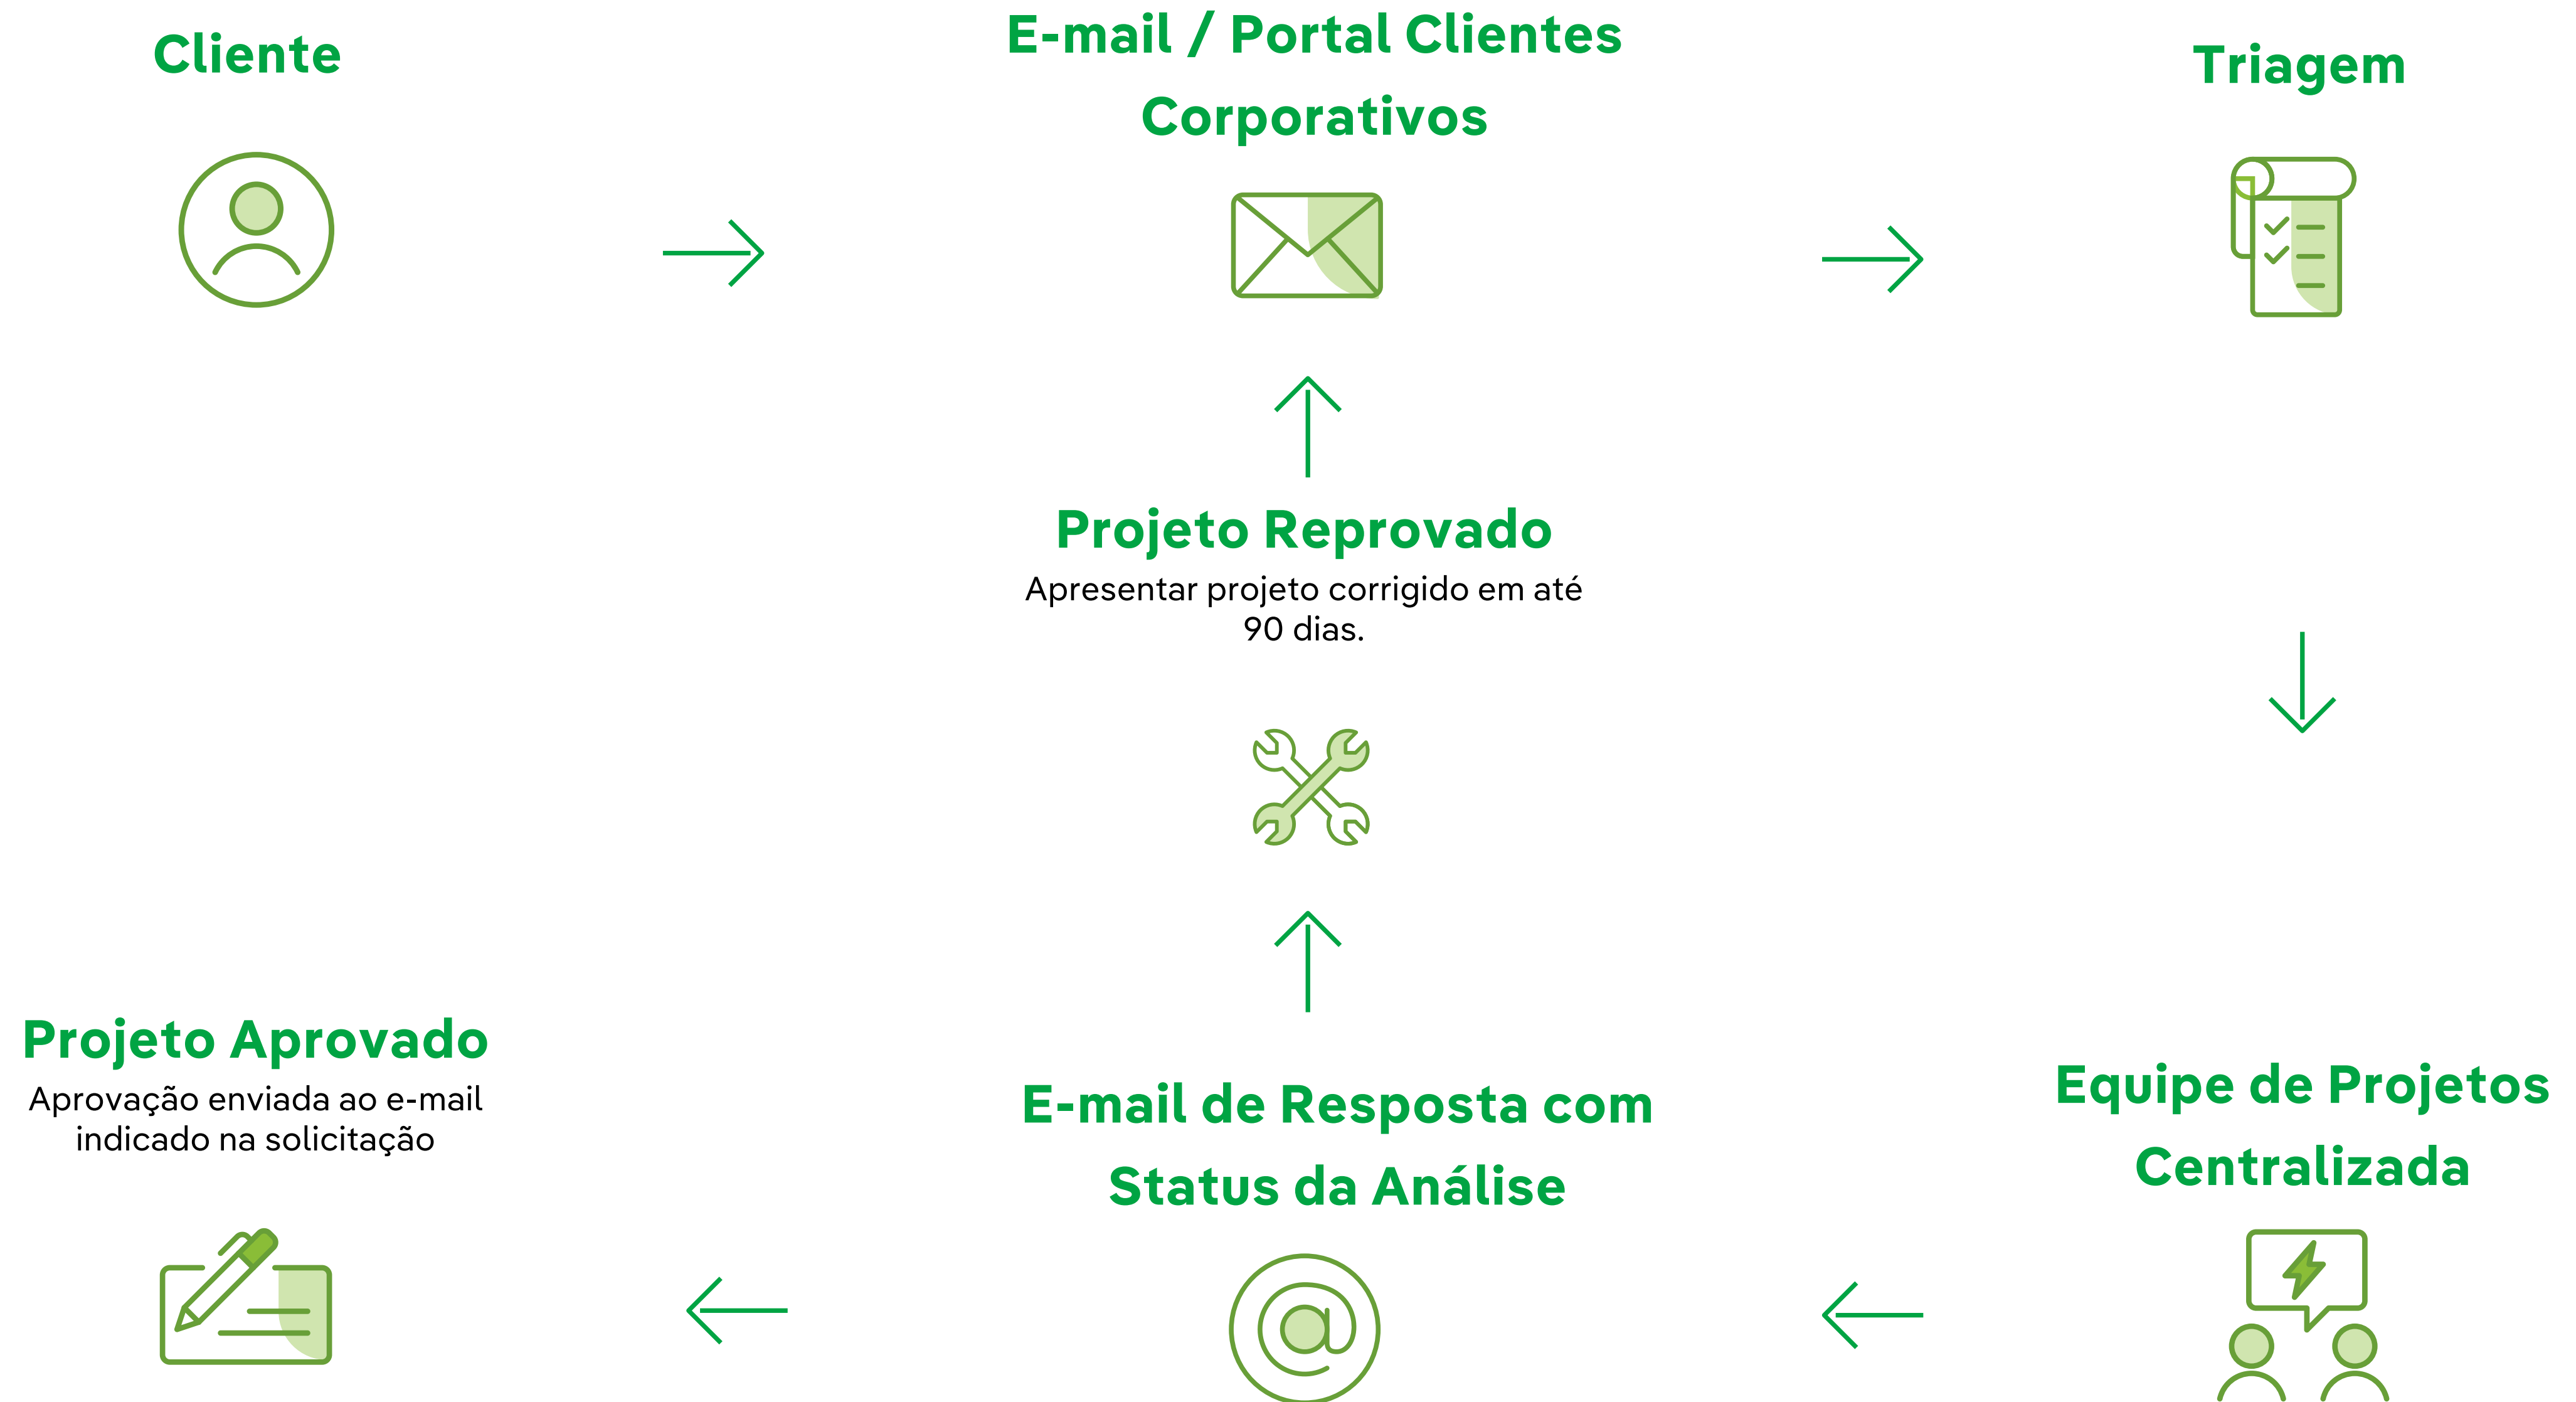 Cliente
E-mail / Portal Clientes
Corporativos
Triagem
Projeto Reprovado
Apresentar projeto corrigido em até
90 dias.
Projeto Aprovado
Aprovação enviada ao e-mail
indicado na solicitação
E-mail de Resposta com
Status da Análise
Equipe de Projetos
Centralizada